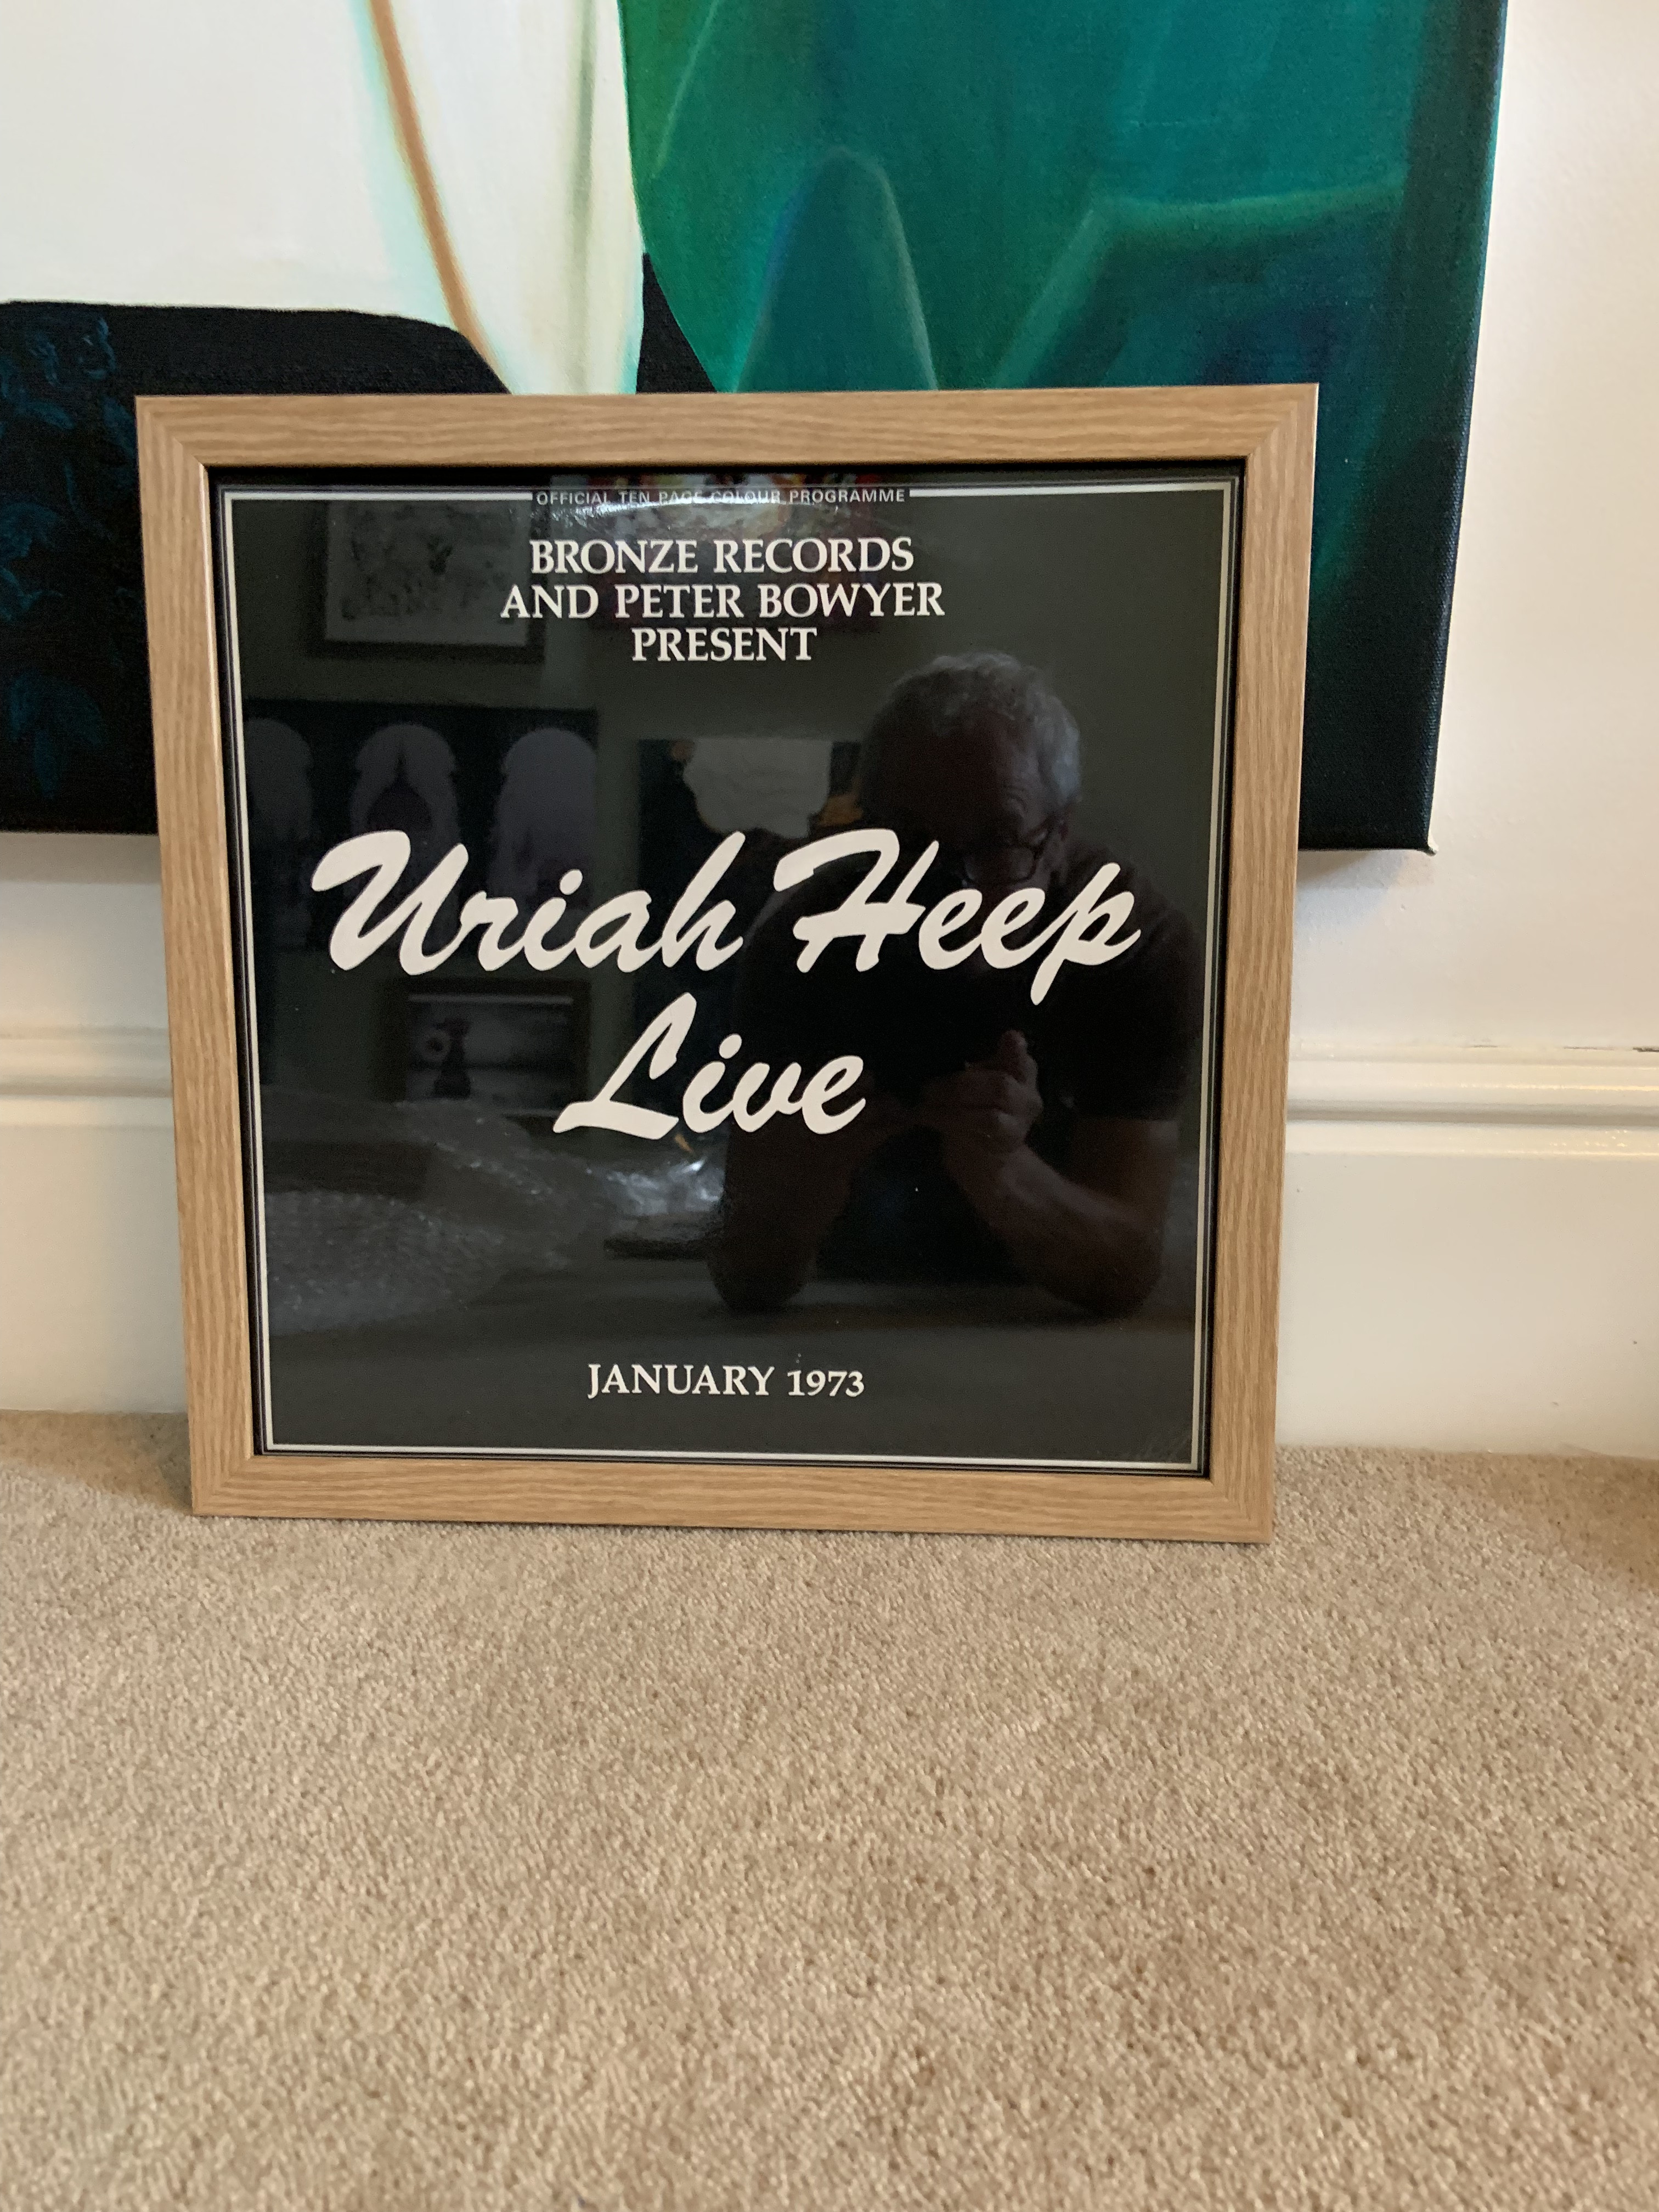 OFFICIAL TEN PAGE COLOUR PROGRAMME
BRONZE RECORDS
AND PETER BOWYER
PRESENT
Uriah Heep
Live
JANUARY 1973